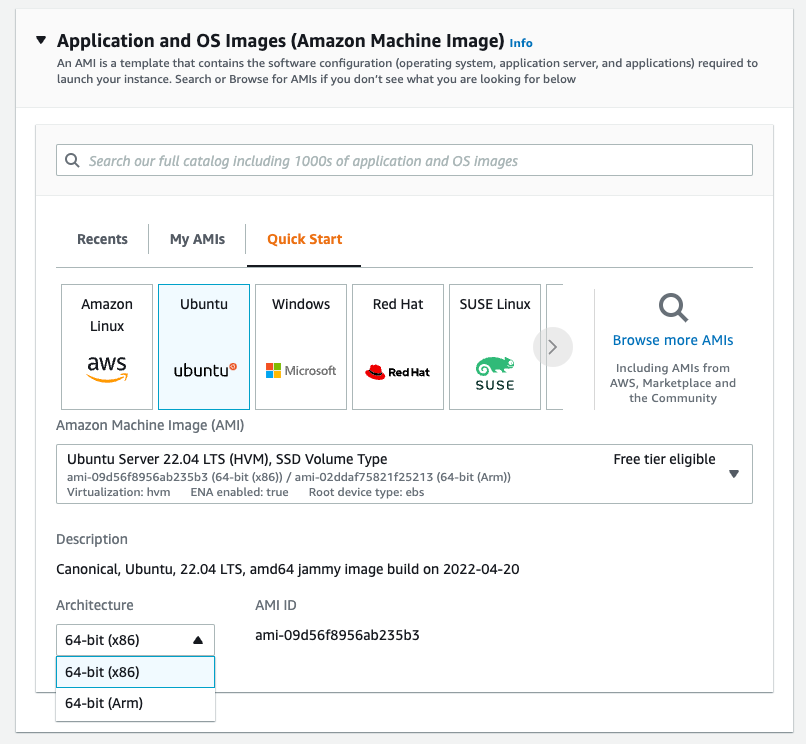 Application and OS Images (Amazon Machine Image) Info
An AMI is a template that contains the software configuration (operating system, application server, and applications) required to
launch your instance. Search or Browse for AMIs if you don't see what you are looking for below
Search our full catalog including 1000s of application and OS images
Recents
My AMIs
Quick Start
Amazon
Linux
aws
Ubuntu
ubuntu
Windows
Microsoft
Red Hat
Red Hat
SUSE Linux
SUSE
Browse more AMIs
Including AMIs from
AWS, Marketplace and
the Community
Amazon Machine Image (AMI)
Ubuntu Server 22.04 LTS (HVM), SSD Volume Type
Free tier eligible
ami-09d56f8956ab235b3 (64-bit (x86)) / ami-02ddaf75821f25213 (64-bit (Arm))
Virtualization: hvm ENA enabled: true Root device type: ebs
Description
Canonical, Ubuntu, 22.04 LTS, amd64 jammy image build on 2022-04-20
Architecture
AMI ID
64-bit (x86)
ami-09d56f8956ab235b3
64-bit (x86)
64-bit (Arm)